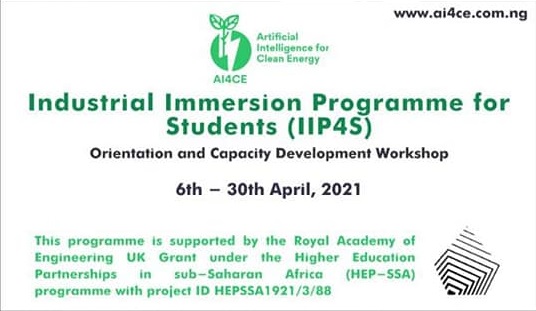 www.ai4ce.com.ng
Artificial
Intelligence for
Clean Energy
AI4CE
Industrial Immersion Programme for
Students (IIP4S)
Orientation and Capacity Development Workshop
6th – 30th April, 2021
This programme is supported by the Royal Academy of
Engineering UK Grant under the Higher Education
Partnerships in sub-Saharan Africa (HEP-SSA)
programme with project ID HEPSSA1921/3/88